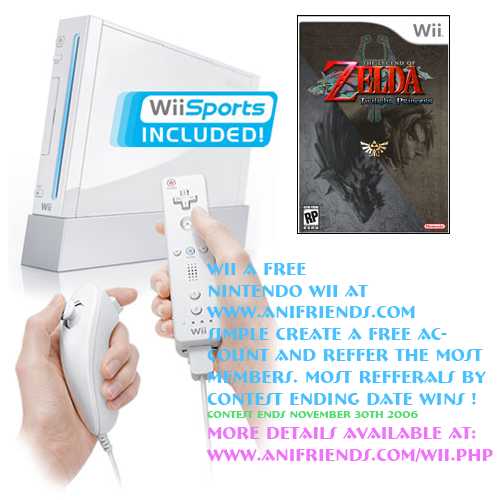 Wii
THE LEGEND OF
ZELDA
Twilight Princess
WiiSports
INCLUDED!
Wii
RP
Nintendo
Wii
WII A FREE
NINTENDO WII AT
WWW.ANIFRIENDS.COM
SIMPLE CREATE A FREE AC-
COUNT AND REFFER THE MOST
MEMBERS. MOST REFFERALS BY
CONTEST ENDING DATE WINS !
CONTEST ENDS NOVEMBER 30TH 2006
MORE DETAILS AVAILABLE AT:
WWW.ANIFRIENDS.COM/WII.PHP